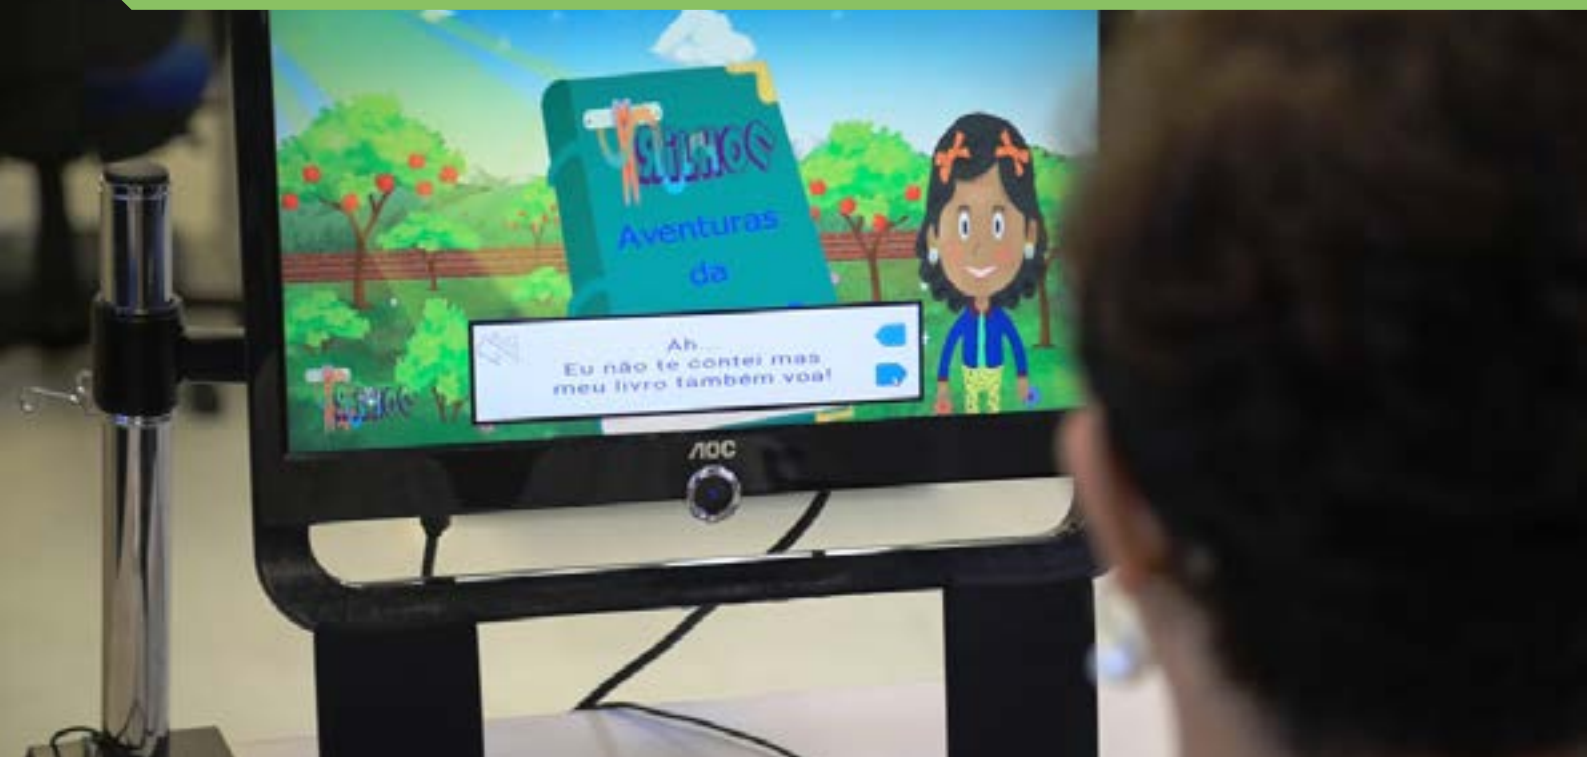 Aventuras
da
Ah...
Eu não te contei mas
meu livro também voa!
AOC